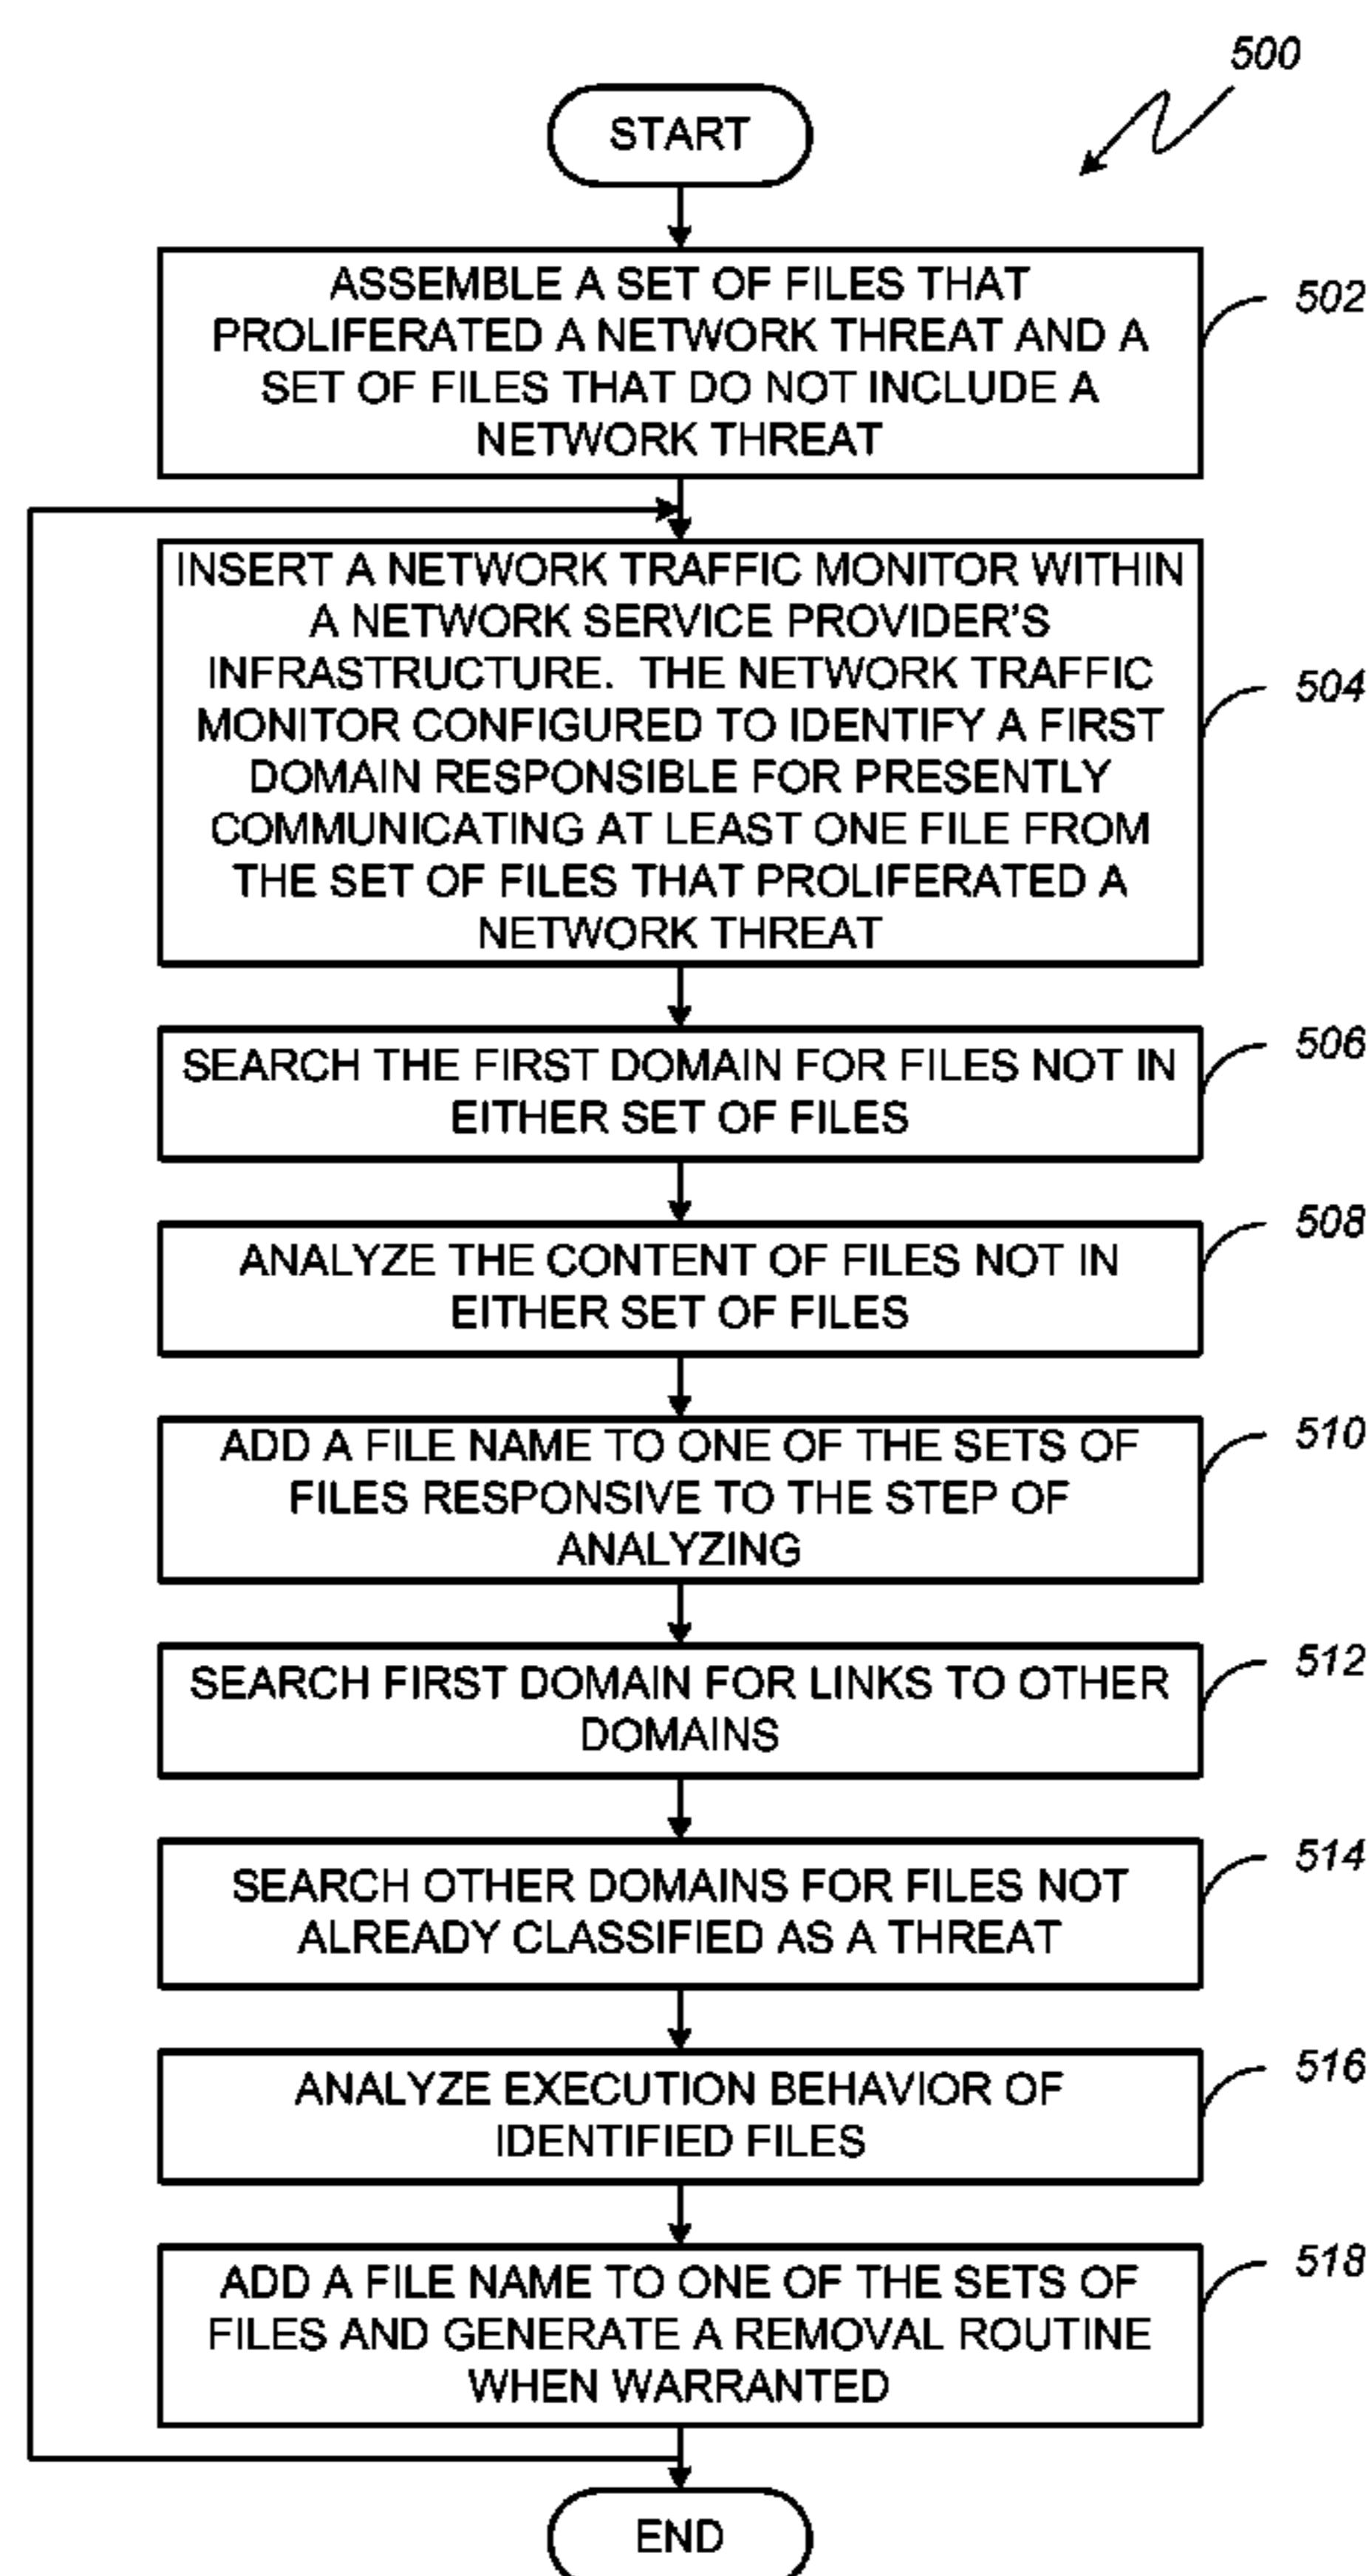 500
START
ASSEMBLE A SET OF FILES THAT
PROLIFERATED A NETWORK THREAT AND A
SET OF FILES THAT DO NOT INCLUDE A
NETWORK THREAT
502
INSERT A NETWORK TRAFFIC MONITOR WITHIN
A NETWORK SERVICE PROVIDER'S
INFRASTRUCTURE. THE NETWORK TRAFFIC
MONITOR CONFIGURED TO IDENTIFY A FIRST
DOMAIN RESPONSIBLE FOR PRESENTLY
COMMUNICATING AT LEAST ONE FILE FROM
THE SET OF FILES THAT PROLIFERATED A
NETWORK THREAT
504
SEARCH THE FIRST DOMAIN FOR FILES NOT IN
EITHER SET OF FILES
506
ANALYZE THE CONTENT OF FILES NOT IN
EITHER SET OF FILES
508
ADD A FILE NAME TO ONE OF THE SETS OF
FILES RESPONSIVE TO THE STEP OF
ANALYZING
510
SEARCH FIRST DOMAIN FOR LINKS TO OTHER
DOMAINS
512
SEARCH OTHER DOMAINS FOR FILES NOT
ALREADY CLASSIFIED AS A THREAT
514
ANALYZE EXECUTION BEHAVIOR OF
IDENTIFIED FILES
516
ADD A FILE NAME TO ONE OF THE SETS OF
FILES AND GENERATE A REMOVAL ROUTINE
WHEN WARRANTED
518
END